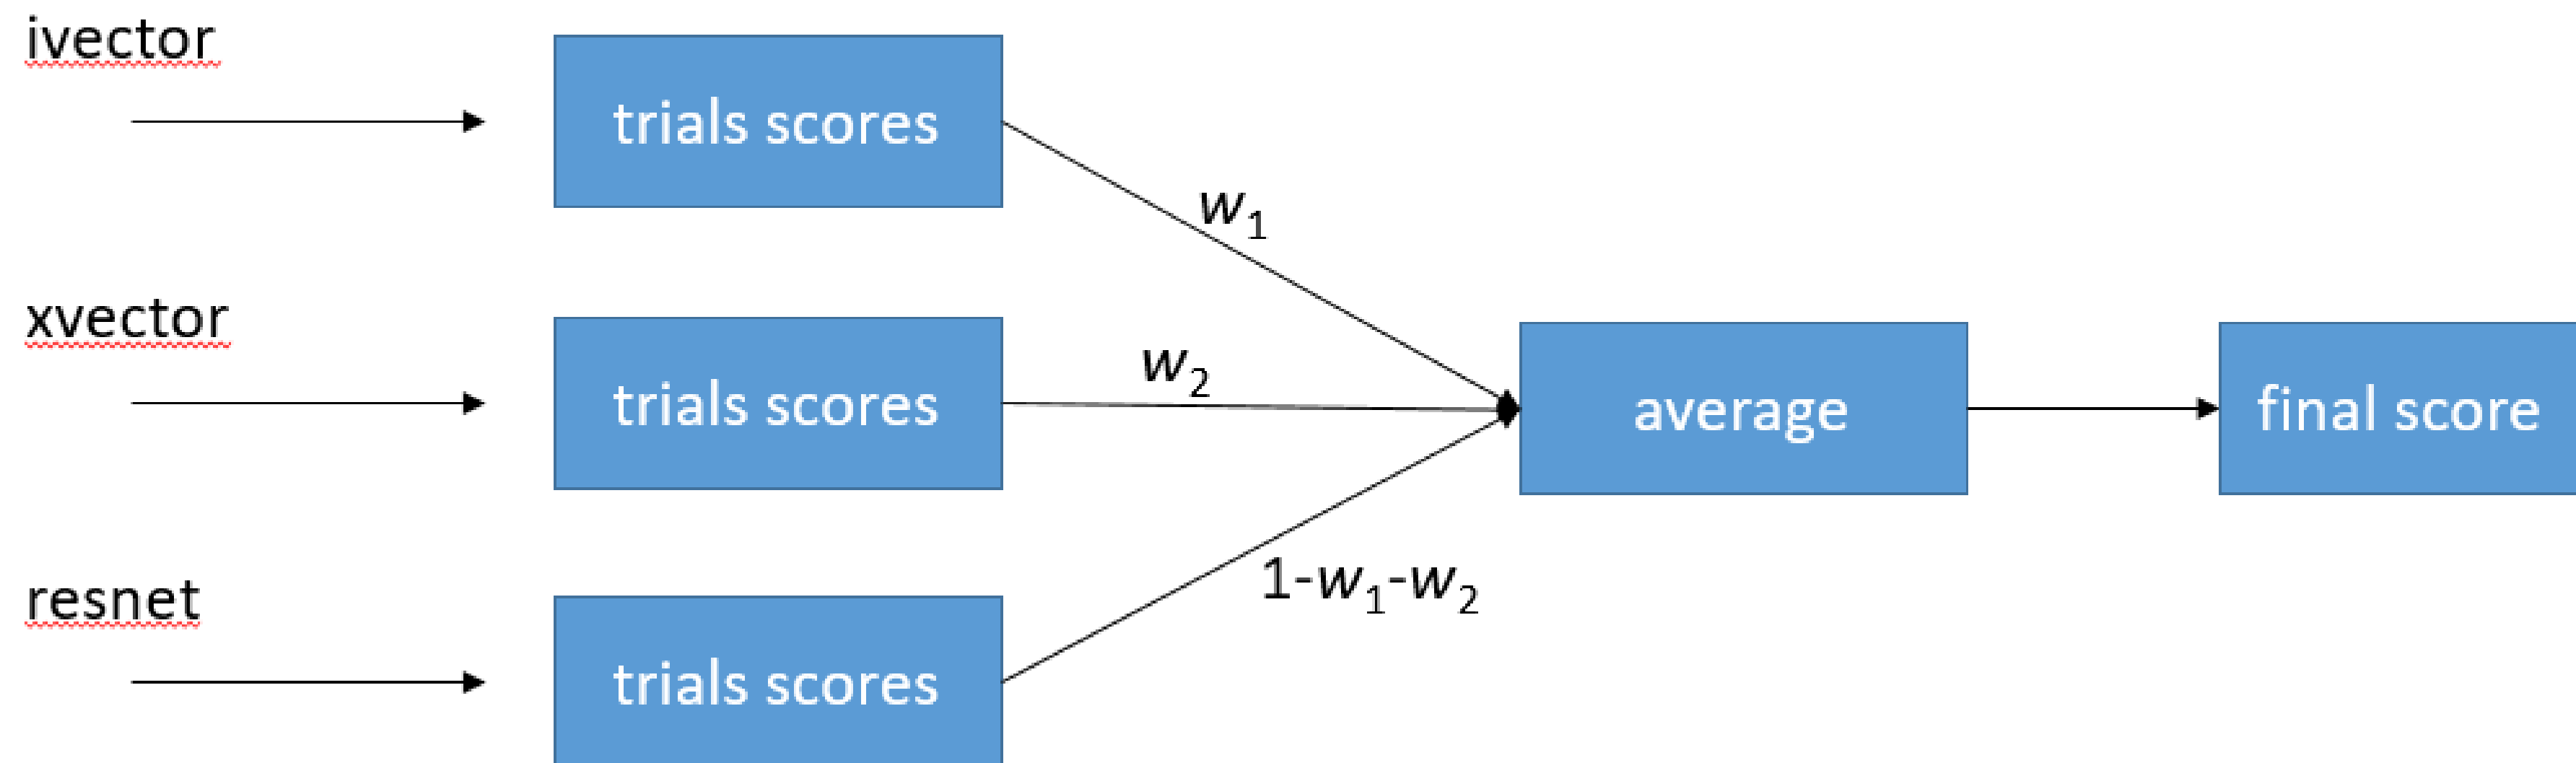 ivector
trials scores
w₁
xvector
trials scores
w₂
average
final score
resnet
trials scores
1-w₁-w₂